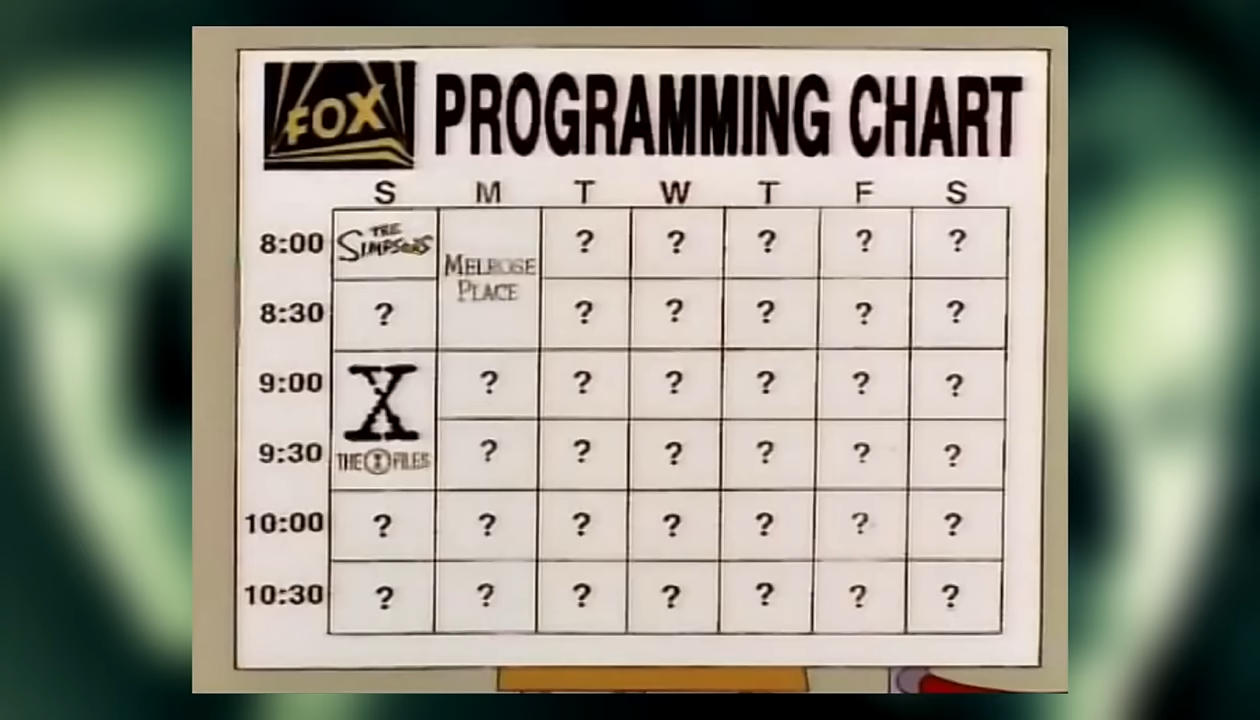 FOX PROGRAMMING CHART
S M T W T F S
8:00 THE SIMPSONS MELROSE PLACE ? ? ? ? ?
8:30 ? ? ? ? ? ?
9:00 X ? ? ? ? ? ?
9:30 THE X FILES ? ? ? ? ? ?
10:00 ? ? ? ? ? ? ?
10:30 ? ? ? ? ? ? ?